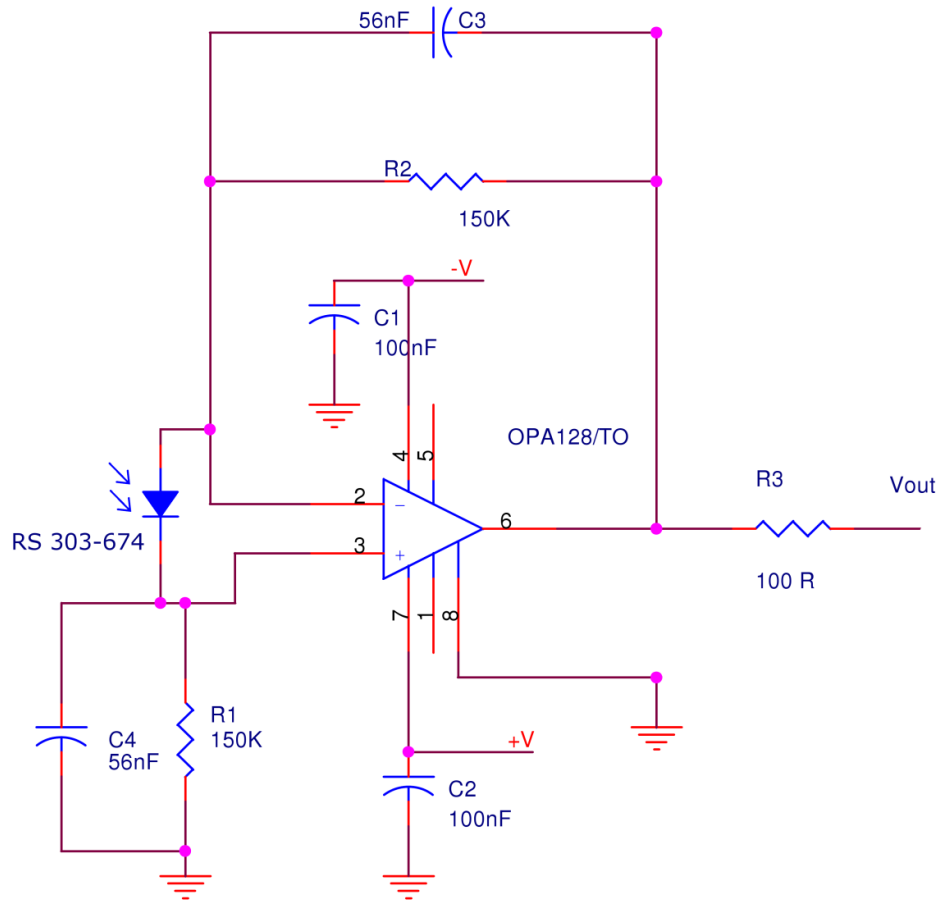 56nF C3
R2
150K
-V
C1
100nF
4
5
OPA128/TO
2
−
3
+
6
R3
100 R
Vout
RS 303-674
7
1
8
C4
56nF
R1
150K
+V
C2
100nF